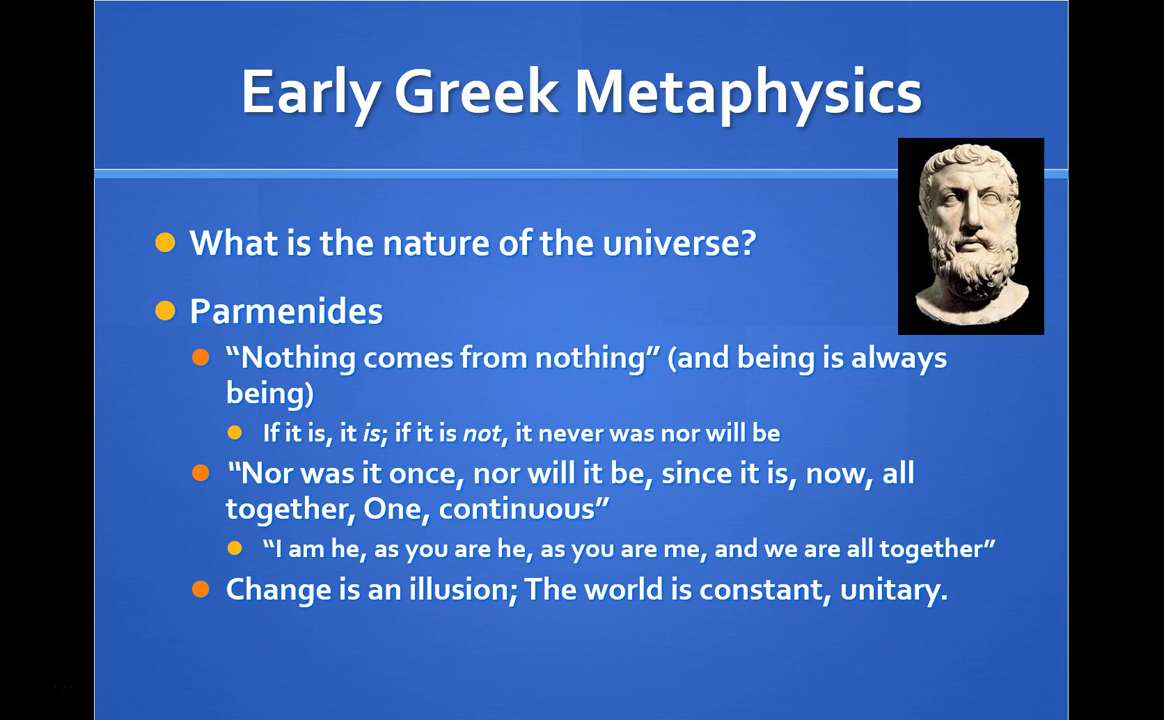 Early Greek Metaphysics
What is the nature of the universe?
Parmenides
“Nothing comes from nothing” (and being is always
being)
If it is, it is; if it is not, it never was nor will be
“Nor was it once, nor will it be, since it is, now, all
together, One, continuous”
“I am he, as you are he, as you are me, and we are all together”
Change is an illusion; The world is constant, unitary.